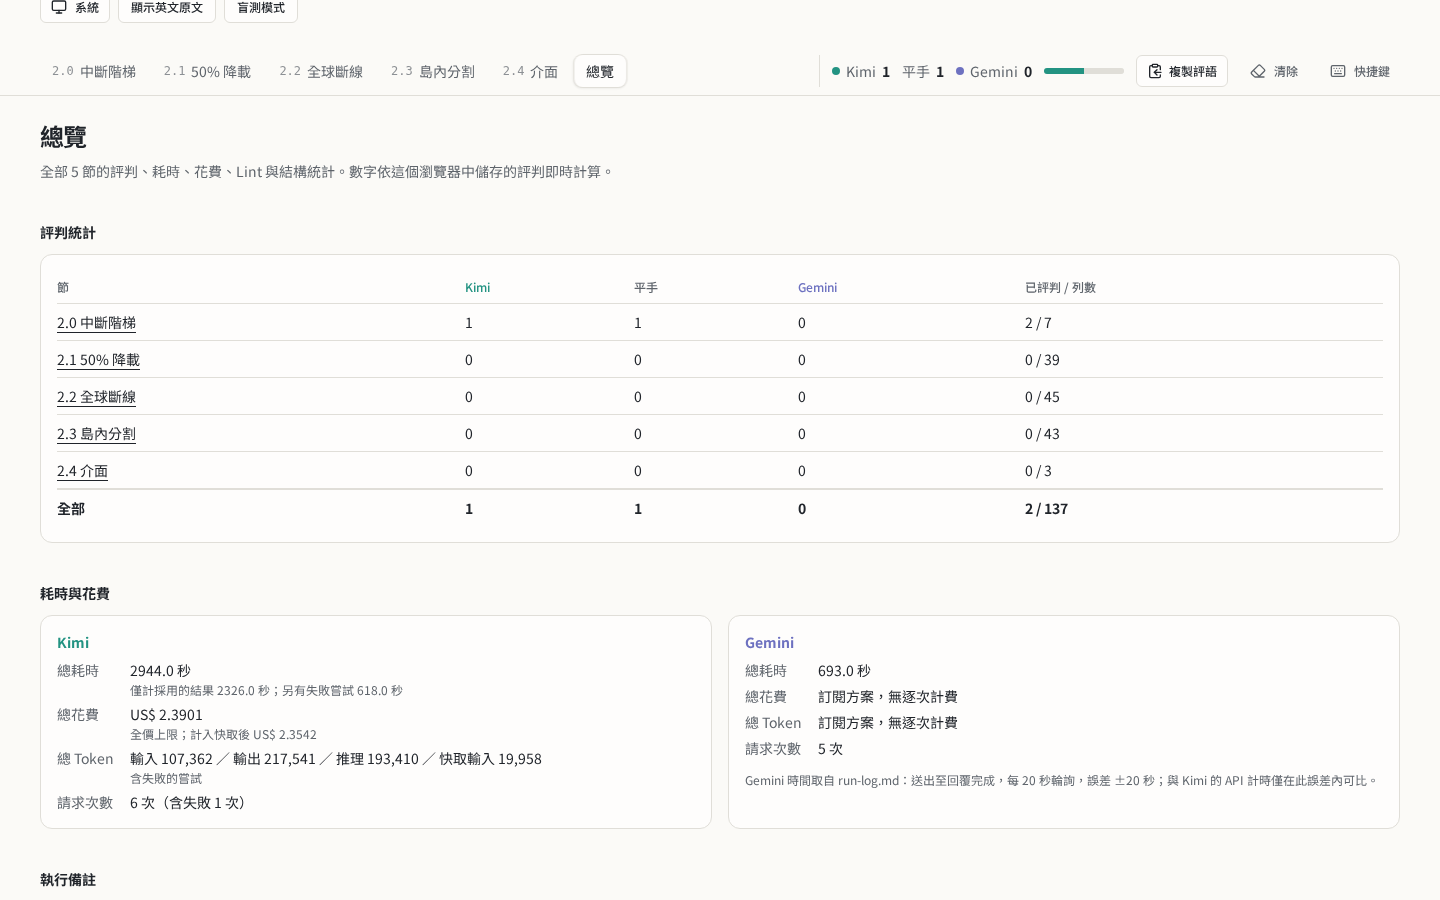 系統 顯示英文原文 盲測模式
2.0 中斷階梯 2.1 50% 降載 2.2 全球斷線 2.3 島內分割 2.4 介面 總覽 Kimi 1 平手 1 Gemini 0 複製評語 清除 快捷鍵
總覽
全部 5 節的評判、耗時、花費、Lint 與結構統計。數字依這個瀏覽器中儲存的評判即時計算。
評判統計
節 Kimi 平手 Gemini 已評判 / 列數
2.0 中斷階梯 1 1 0 2 / 7
2.1 50% 降載 0 0 0 0 / 39
2.2 全球斷線 0 0 0 0 / 45
2.3 島內分割 0 0 0 0 / 43
2.4 介面 0 0 0 0 / 3
全部 1 1 0 2 / 137
耗時與花費
Kimi
總耗時 2944.0 秒
僅計採用的結果 2326.0 秒；另有失敗嘗試 618.0 秒
總花費 US$ 2.3901
全價上限；計入快取後 US$ 2.3542
總 Token 輸入 107,362 ／ 輸出 217,541 ／ 推理 193,410 ／ 快取輸入 19,958
含失敗的嘗試
請求次數 6 次（含失敗 1 次）
Gemini
總耗時 693.0 秒
總花費 訂閱方案，無逐次計費
總 Token 訂閱方案，無逐次計費
請求次數 5 次
Gemini 時間取自 run-log.md：送出至回覆完成，每 20 秒輪詢，誤差 ±20 秒；與 Kimi 的 API 計時僅在此誤差內可比。
執行備註